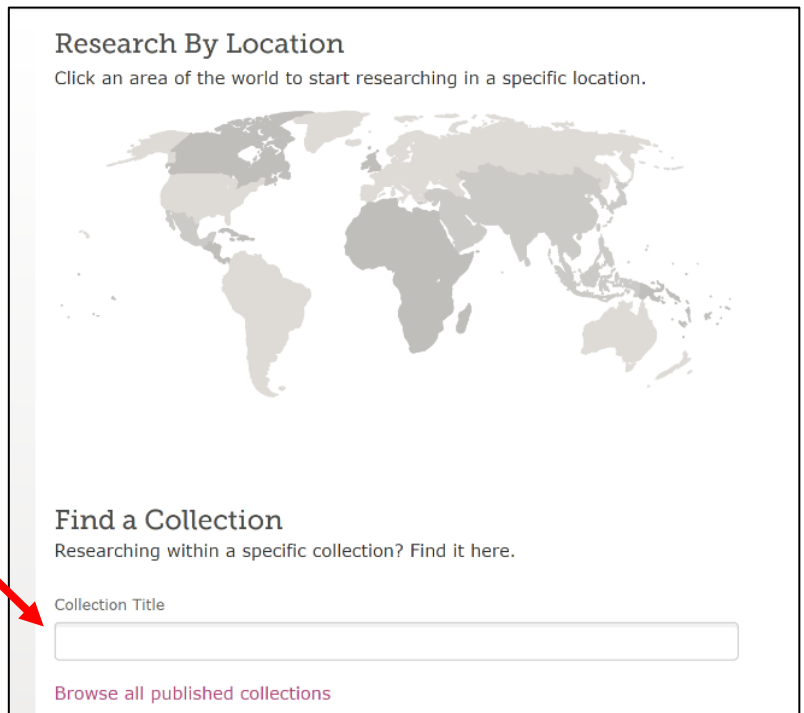 Research By Location
Click an area of the world to start researching in a specific location.
Find a Collection
Researching within a specific collection? Find it here.
Collection Title
Browse all published collections